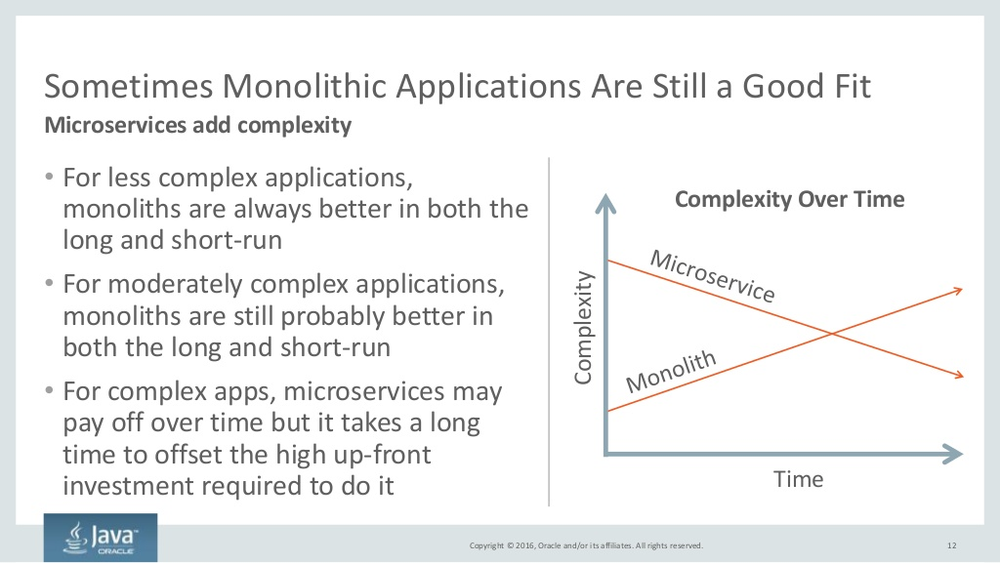 Sometimes Monolithic Applications Are Still a Good Fit
Microservices add complexity
• For less complex applications,
monoliths are always better in both the
long and short-run
• For moderately complex applications,
monoliths are still probably better in
both the long and short-run
• For complex apps, microservices may
pay off over time but it takes a long
time to offset the high up-front
investment required to do it
Complexity Over Time
Complexity
Microservice
Monolith
Time
Java™
ORACLE
Copyright © 2016, Oracle and/or its affiliates. All rights reserved.
12